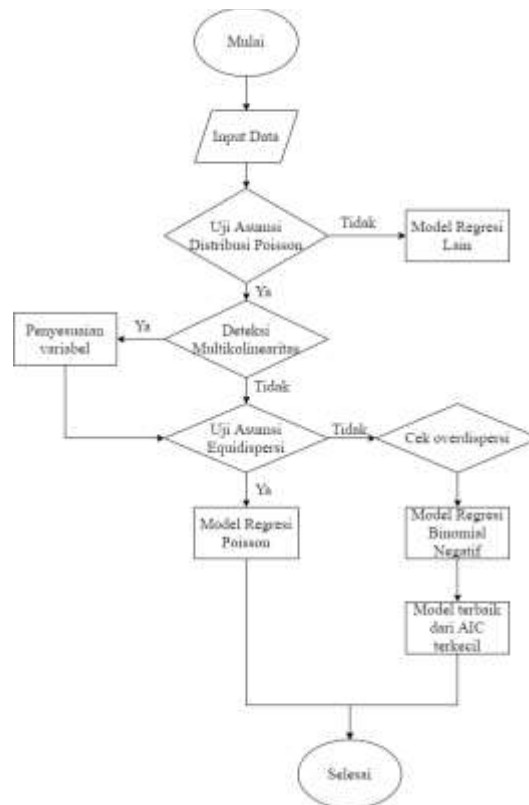 Mulai
Input Data
Uji Asumsi
Distribusi Poisson
Tidak
Model Regresi
Lain
Ya
Deteksi
Multikolinearitas
Ya
Penyesuaian
variabel
Tidak
Uji Asumsi
Equidispersi
Tidak
Cek overdispersi
Ya
Model Regresi
Poisson
Model Regresi
Binomial
Negatif
Model terbaik
dari AIC
terkecil
Selesai